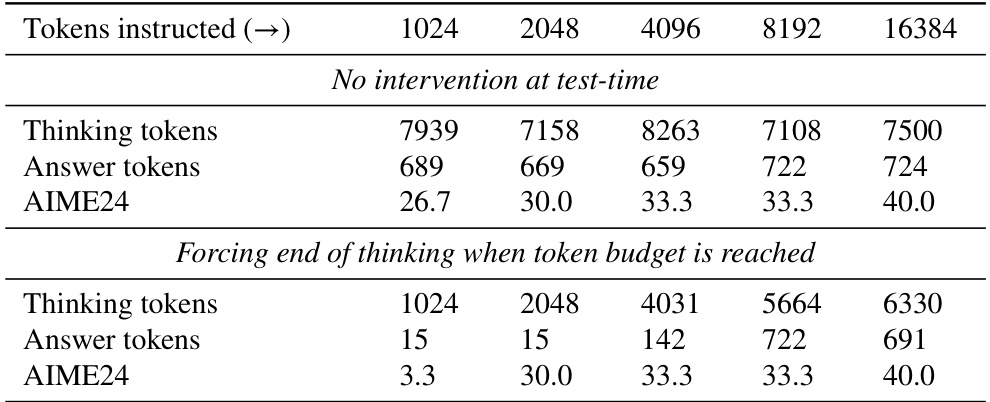 Tokens instructed (→) 1024 2048 4096 8192 16384
No intervention at test-time
Thinking tokens 7939 7158 8263 7108 7500
Answer tokens 689 669 659 722 724
AIME24 26.7 30.0 33.3 33.3 40.0
Forcing end of thinking when token budget is reached
Thinking tokens 1024 2048 4031 5664 6330
Answer tokens 15 15 142 722 691
AIME24 3.3 30.0 33.3 33.3 40.0